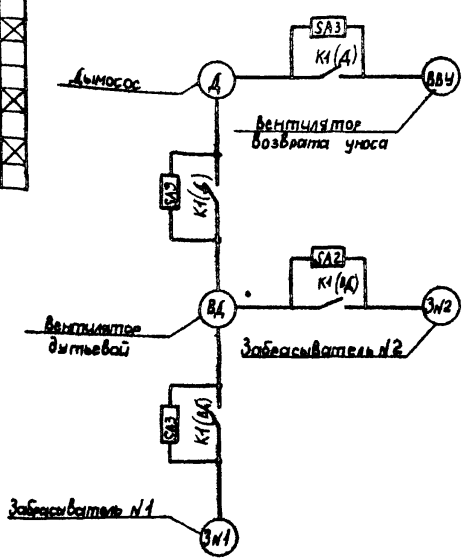 SA3
K1(Д)
Дымосос
Д
ВВУ
Вентилятор
возврата уноса
SA9
K1(Д)
SA2
K1(ВД)
ВД
ЗN2
Вентилятор
дутьевой
Забрасыватель N2
SA3
K1(ВД)
Забрасыватель N1
ЗN1